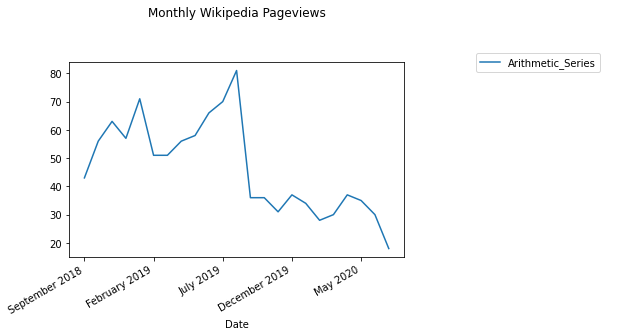 Monthly Wikipedia Pageviews
Arithmetic_Series
80
70
60
50
40
30
20
September 2018
February 2019
July 2019
December 2019
May 2020
Date